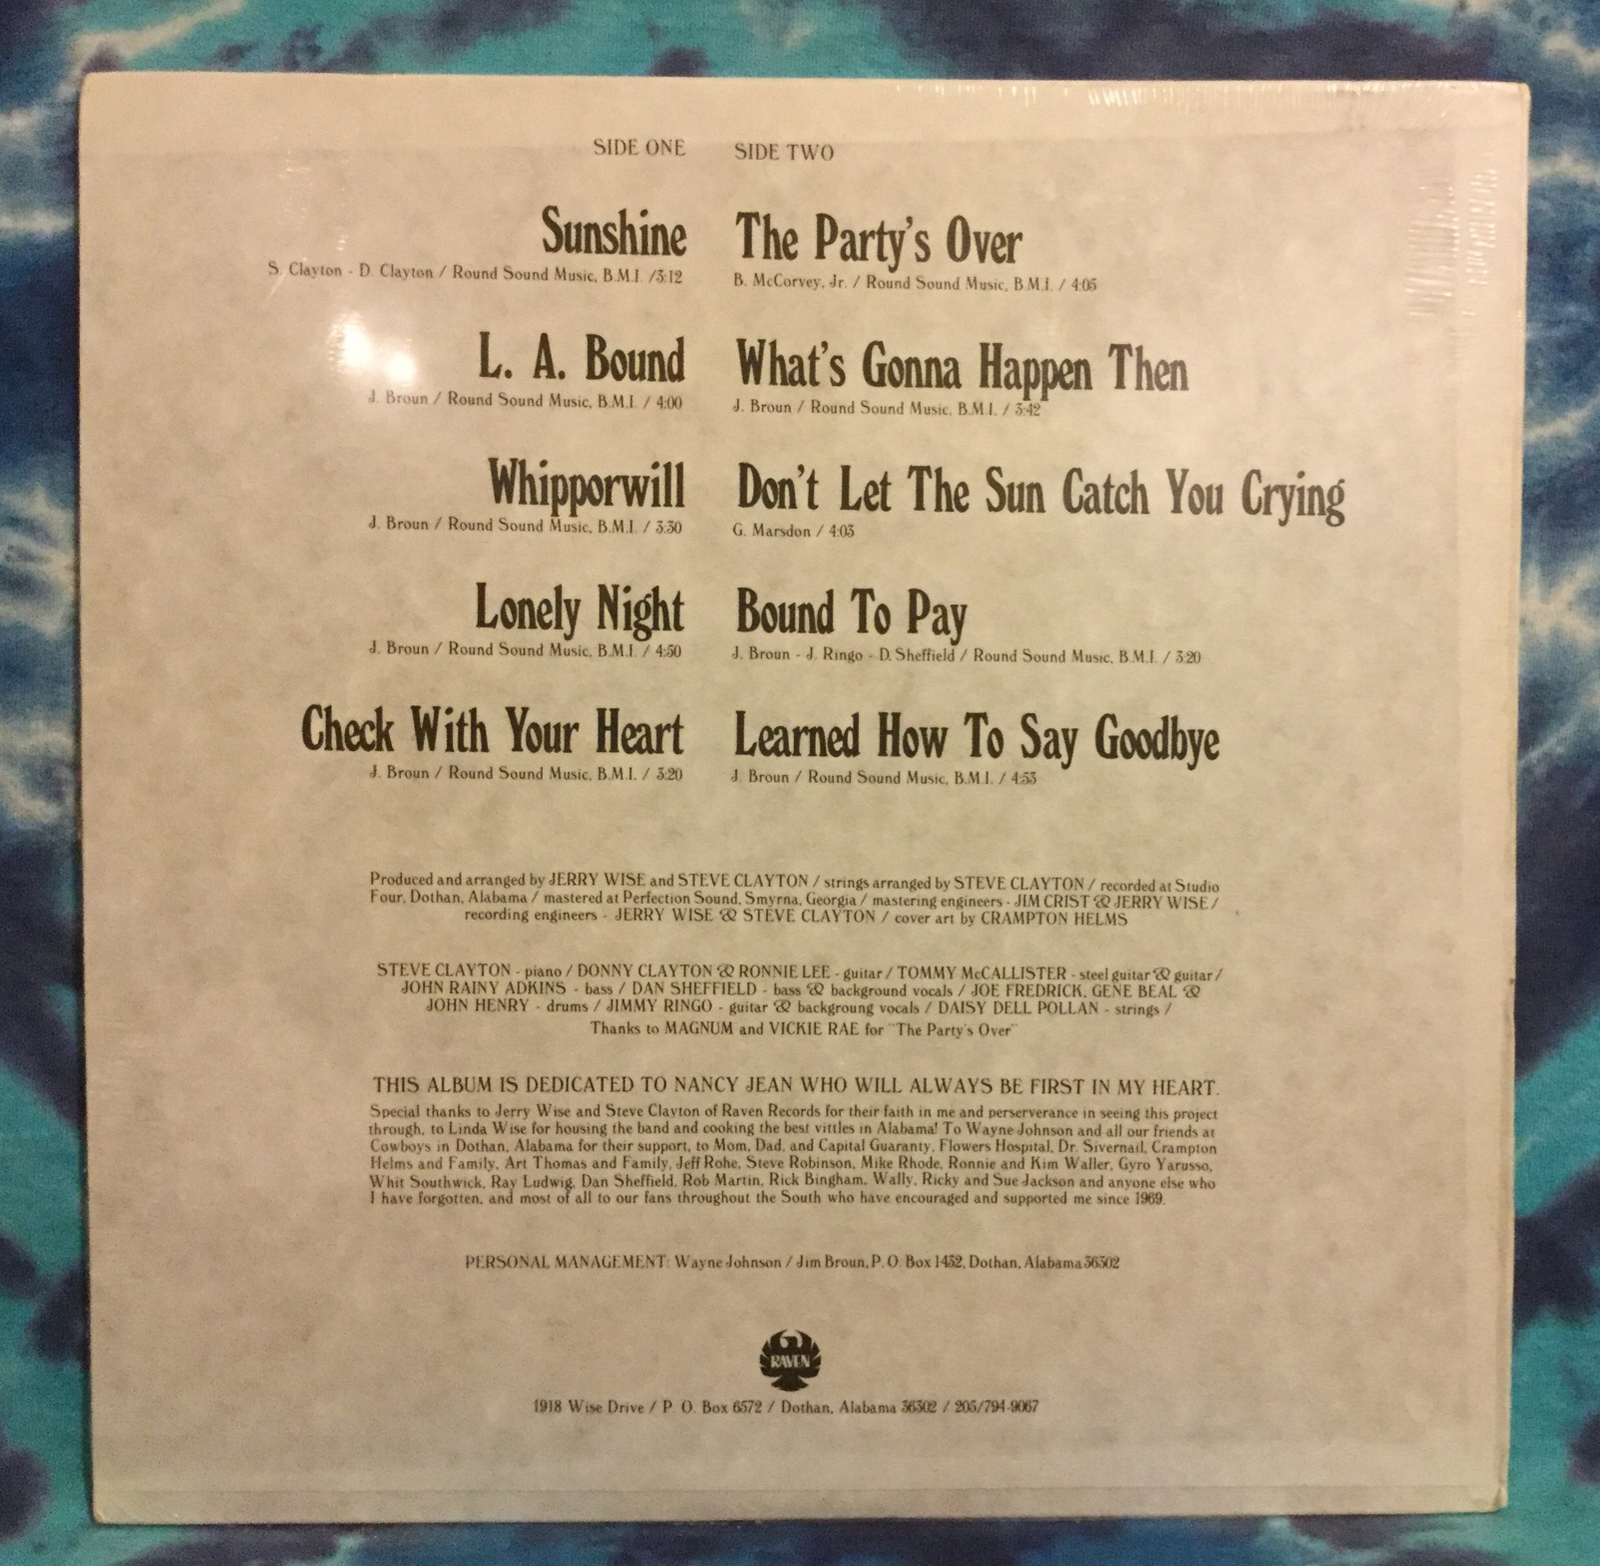 SIDE ONE
Sunshine
S. Clayton - D. Clayton / Round Sound Music, B.M.I. /3:12
L. A. Bound
J. Broun / Round Sound Music, B.M.I. / 4:00
Whipporwill
J. Broun / Round Sound Music, B.M.I. / 3:30
Lonely Night
J. Broun / Round Sound Music, B.M.I. / 4:50
Check With Your Heart
J. Broun / Round Sound Music, B.M.I. / 3:20
SIDE TWO
The Party's Over
B. McCorvey, Jr. / Round Sound Music, B.M.I. / 4:05
What's Gonna Happen Then
J. Broun / Round Sound Music, B.M.I. / 3:42
Don't Let The Sun Catch You Crying
G. Marsdon / 4:03
Bound To Pay
J. Broun - J. Ringo - D. Sheffield / Round Sound Music, B.M.I. / 3:20
Learned How To Say Goodbye
J. Broun / Round Sound Music, B.M.I. / 4:53
Produced and arranged by JERRY WISE and STEVE CLAYTON / strings arranged by STEVE CLAYTON / recorded at Studio
Four, Dothan, Alabama / mastered at Perfection Sound, Smyrna, Georgia / mastering engineers - JIM CRIST & JERRY WISE /
recording engineers - JERRY WISE & STEVE CLAYTON / cover art by CRAMPTON HELMS
STEVE CLAYTON - piano / DONNY CLAYTON & RONNIE LEE - guitar / TOMMY McCALLISTER - steel guitar & guitar /
JOHN RAINY ADKINS - bass / DAN SHEFFIELD - bass & background vocals / JOE FREDRICK, GENE BEAL &
JOHN HENRY - drums / JIMMY RINGO - guitar & backgroung vocals / DAISY DELL POLLAN - strings /
Thanks to MAGNUM and VICKIE RAE for "The Party's Over"
THIS ALBUM IS DEDICATED TO NANCY JEAN WHO WILL ALWAYS BE FIRST IN MY HEART.
Special thanks to Jerry Wise and Steve Clayton of Raven Records for their faith in me and perserverance in seeing this project
through, to Linda Wise for housing the band and cooking the best vittles in Alabama! To Wayne Johnson and all our friends at
Cowboys in Dothan, Alabama for their support, to Mom, Dad, and Capital Guaranty, Flowers Hospital, Dr. Sivernail, Crampton
Helms and Family, Art Thomas and Family, Jeff Rohe, Steve Robinson, Mike Rhode, Ronnie and Kim Waller, Gyro Yarusso,
Whit Southwick, Ray Ludwig, Dan Sheffield, Rob Martin, Rick Bingham, Wally, Ricky and Sue Jackson and anyone else who
I have forgotten, and most of all to our fans throughout the South who have encouraged and supported me since 1969.
PERSONAL MANAGEMENT: Wayne Johnson / Jim Broun, P. O. Box 1432, Dothan, Alabama 36302
RAVEN
1918 Wise Drive / P. O. Box 6572 / Dothan, Alabama 36302 / 205/794-9067